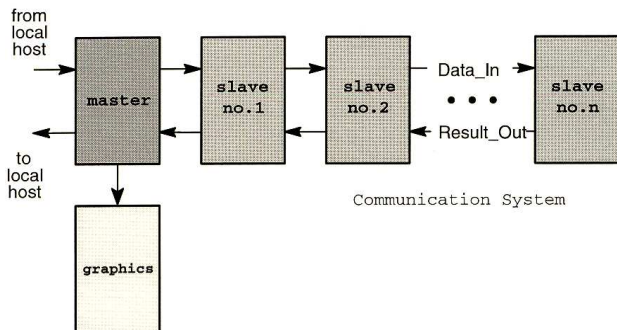 from
local
host
master
slave
no.1
slave
no.2
Data_In
• • •
Result_Out
slave
no.n
to
local
host
Communication System
graphics